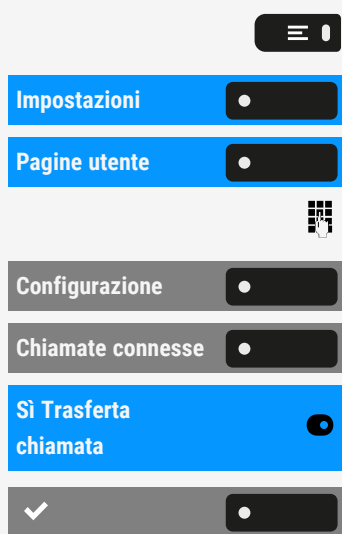 Impostazioni
Pagine utente
Configurazione
Chiamate connesse
Sì Trasferta
chiamata